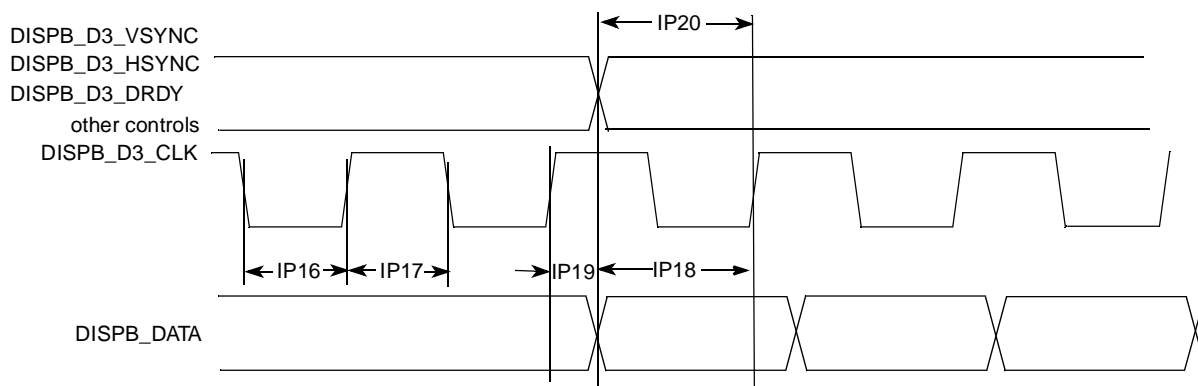 IP20
DISPB_D3_VSYNC
DISPB_D3_HSYNC
DISPB_D3_DRDY
other controls
DISPB_D3_CLK
IP16 IP17 IP19 IP18
DISPB_DATA